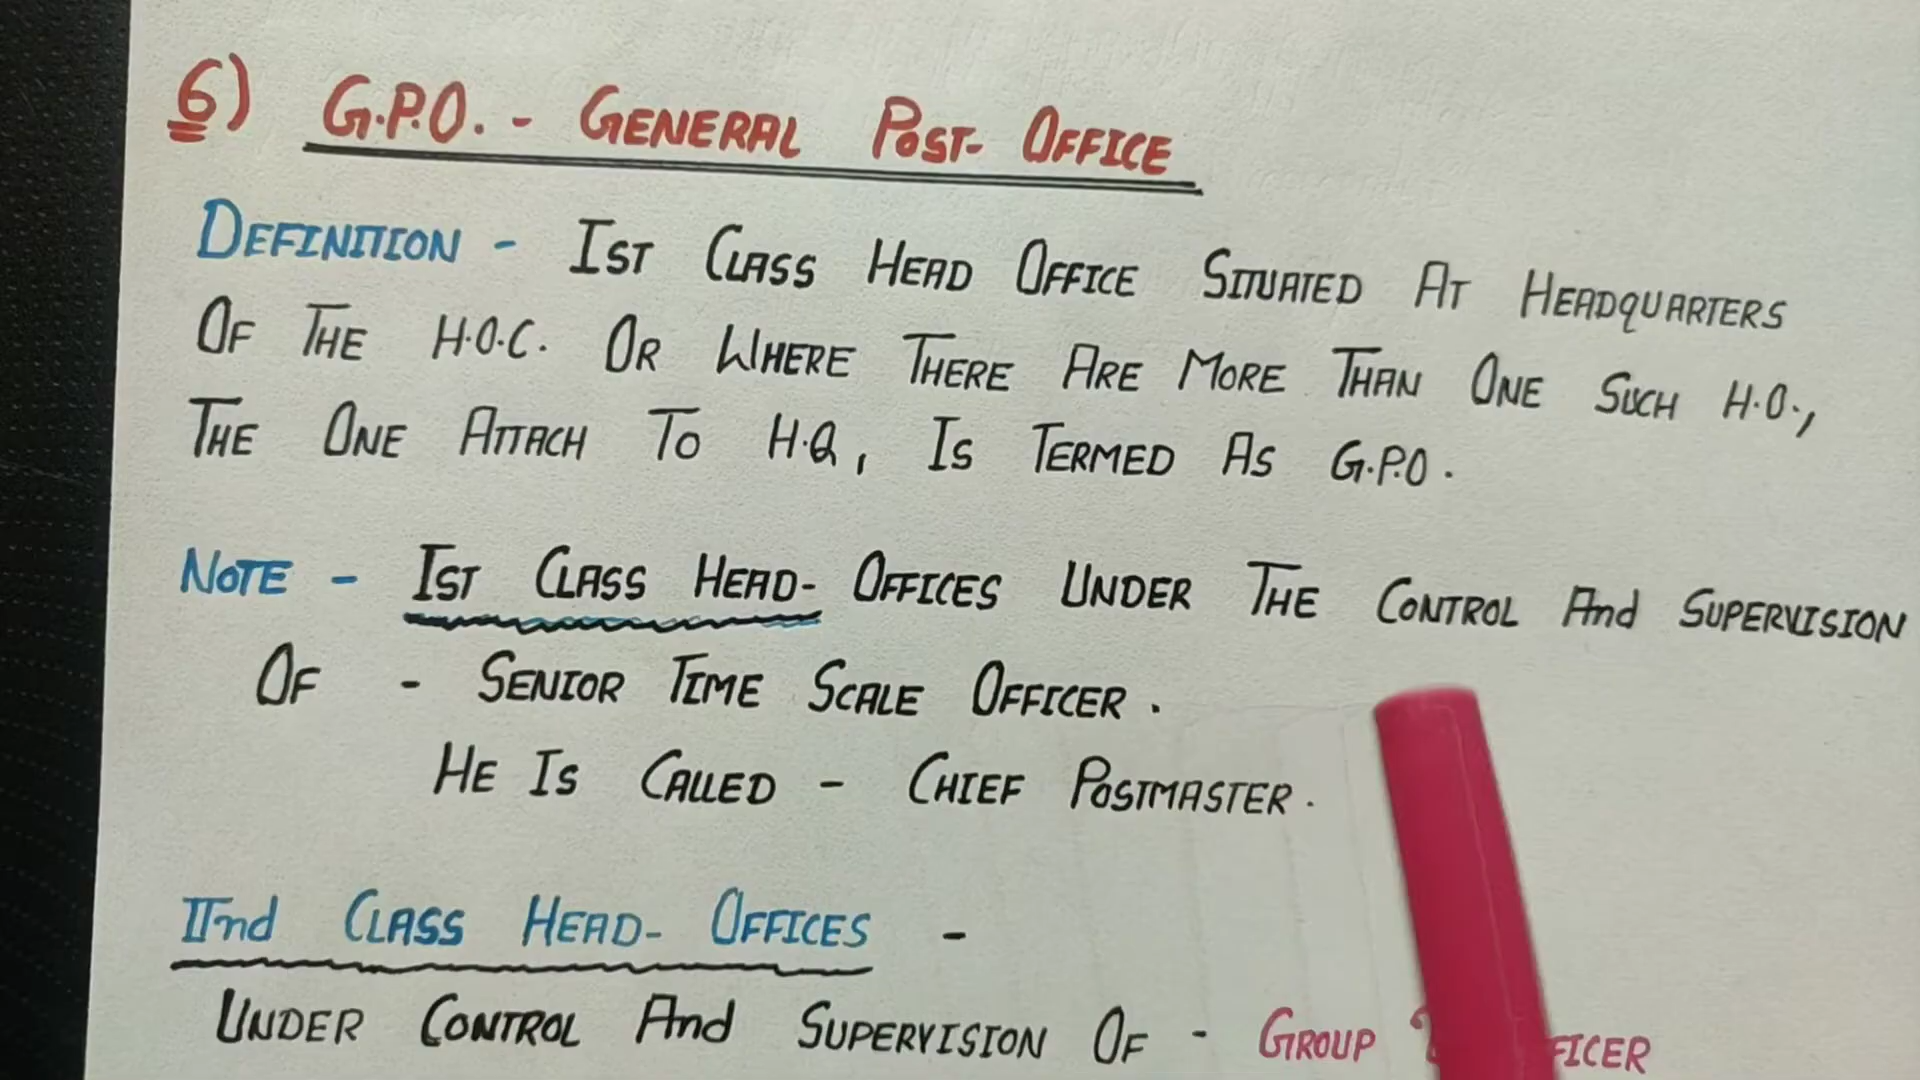 6) G.P.O. - GENERAL POST- OFFICE
DEFINITION - IST CLASS HEAD OFFICE SITUATED AT HEADQUARTERS
OF THE H.O.C. OR WHERE THERE ARE MORE THAN ONE SUCH H.O.,
THE ONE ATTACH TO H.Q, IS TERMED AS G.P.O.
NOTE - IST CLASS HEAD- OFFICES UNDER THE CONTROL And SUPERVISION
OF - SENIOR TIME SCALE OFFICER.
HE IS CALLED - CHIEF POSTMASTER.
IInd CLASS HEAD- OFFICES -
UNDER CONTROL And SUPERVISION OF - GROUP